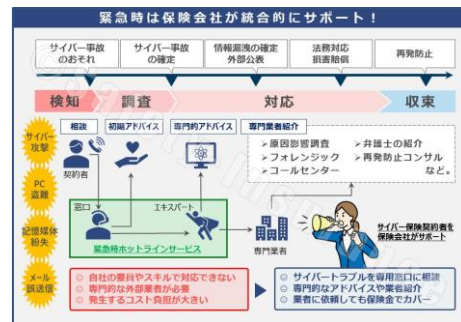 緊急時は保険会社が統合的にサポート！
サイバー事故
のおそれ
サイバー事故
の確定
情報漏洩の確定
外部公表
法務対応
損害賠償
再発防止
検知
調査
対応
収束
サイバー
攻撃
PC
盗難
記憶媒体
紛失
メール
誤送信
相談
初期アドバイス
専門的アドバイス
専門業者紹介
契約者
➢原因影響調査
➢フォレンジック
➢コールセンター
➢弁護士の紹介
➢再発防止コンサル
など。
窓口
エキスパート
緊急時ホットラインサービス
専門業者
サイバー保険契約者を
保険会社がサポート
自社の要員やスキルで対応できない
専門的な外部業者が必要
発生するコスト負担が大きい
サイバートラブルを専用窓口に相談
専門的なアドバイスや業者紹介
業者に依頼しても保険金でカバー